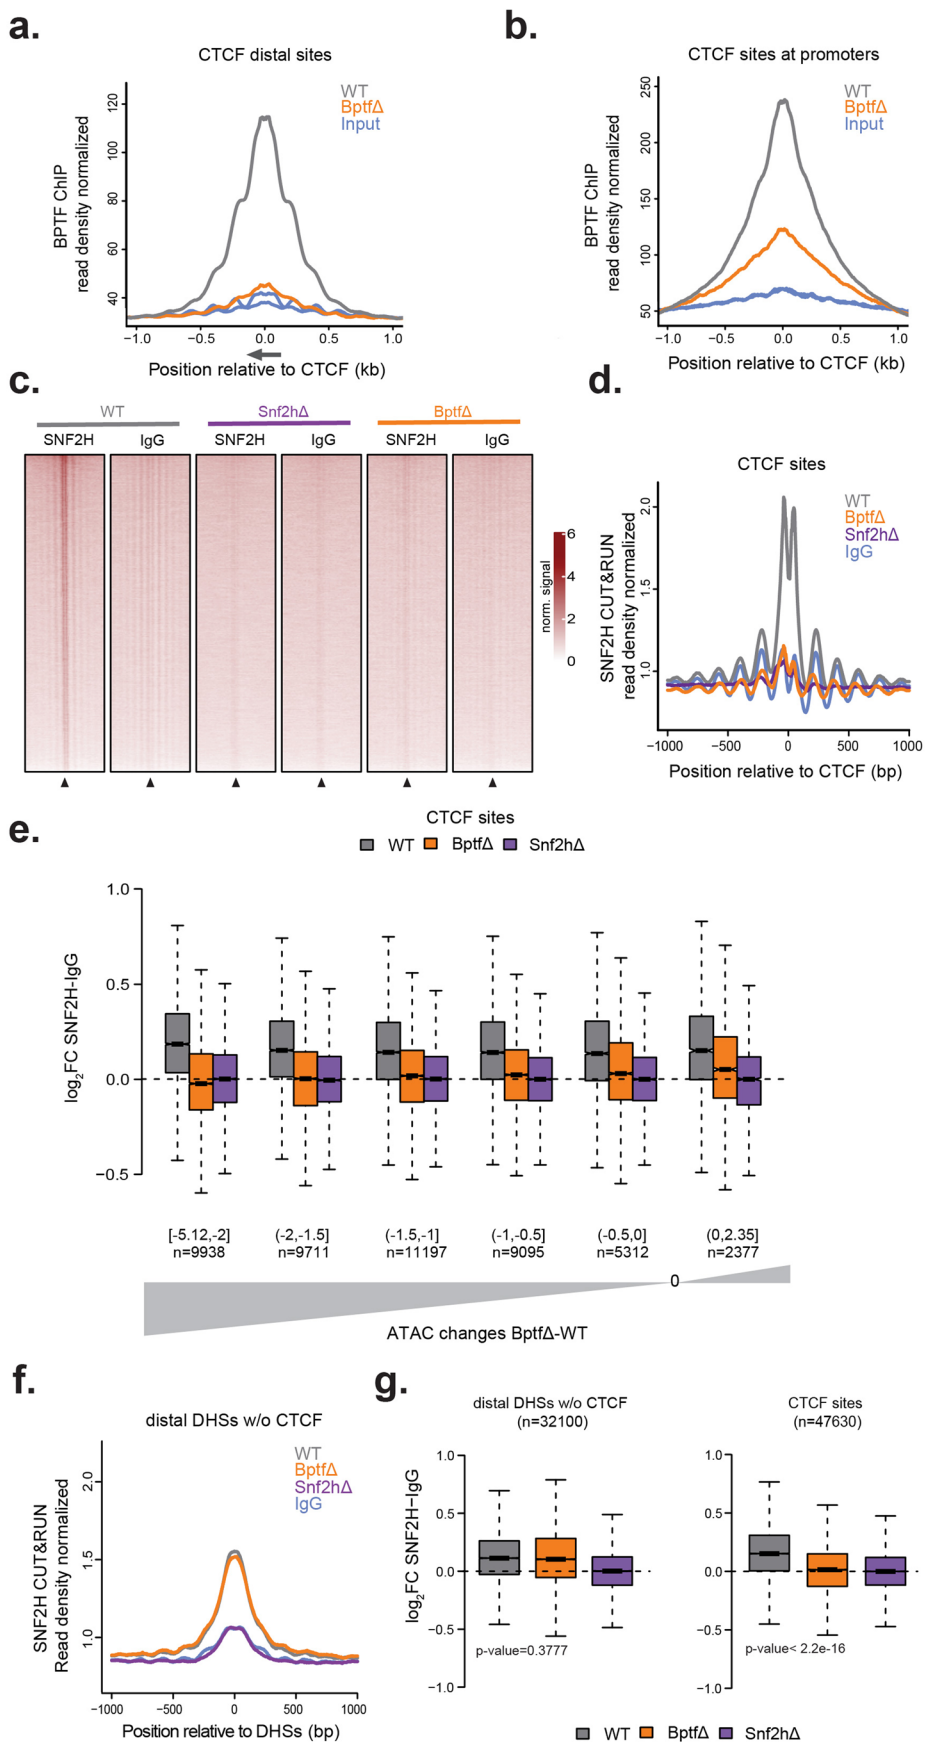 a.
CTCF distal sites
WT
BptfΔ
Input
BPTF ChIP
read density normalized
120
100
80
60
40
−1.0 −0.5 0.0 0.5 1.0
Position relative to CTCF (kb)
b.
CTCF sites at promoters
WT
BptfΔ
Input
BPTF ChIP
read density normalized
250
200
150
100
50
−1.0 −0.5 0.0 0.5 1.0
Position relative to CTCF (kb)
c.
WT Snf2hΔ BptfΔ
SNF2H IgG SNF2H IgG SNF2H IgG
norm. signal
6
4
2
0
d.
CTCF sites
WT
BptfΔ
Snf2hΔ
IgG
SNF2H CUT&RUN
read density normalized
2.0
1.5
1.0
−1000 −500 0 500 1000
Position relative to CTCF (bp)
e.
CTCF sites
WT BptfΔ Snf2hΔ
log2FC SNF2H-IgG
1.0
0.5
0.0
−0.5
[-5.12,-2] (-2,-1.5] (-1.5,-1] (-1,-0.5] (-0.5,0] (0,2.35]
n=9938 n=9711 n=11197 n=9095 n=5312 n=2377
0
ATAC changes BptfΔ-WT
f.
distal DHSs w/o CTCF
WT
BptfΔ
Snf2hΔ
IgG
SNF2H CUT&RUN
Read density normalized
2.0
1.5
1.0
−1000 −500 0 500 1000
Position relative to DHSs (bp)
g.
distal DHSs w/o CTCF
(n=32100)
log2FC SNF2H−IgG
1.0
0.5
0.0
−0.5
−1.0
p-value=0.3777
CTCF sites
(n=47630)
1.0
0.5
0.0
−0.5
−1.0
p-value< 2.2e-16
WT BptfΔ Snf2hΔ